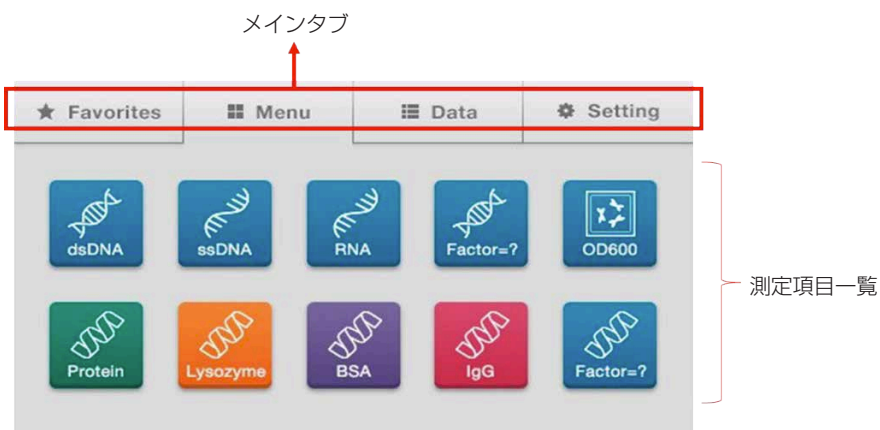 メインタブ
Favorites Menu Data Setting
dsDNA ssDNA RNA Factor=? OD600
測定項目一覧
Protein Lysozyme BSA IgG Factor=?